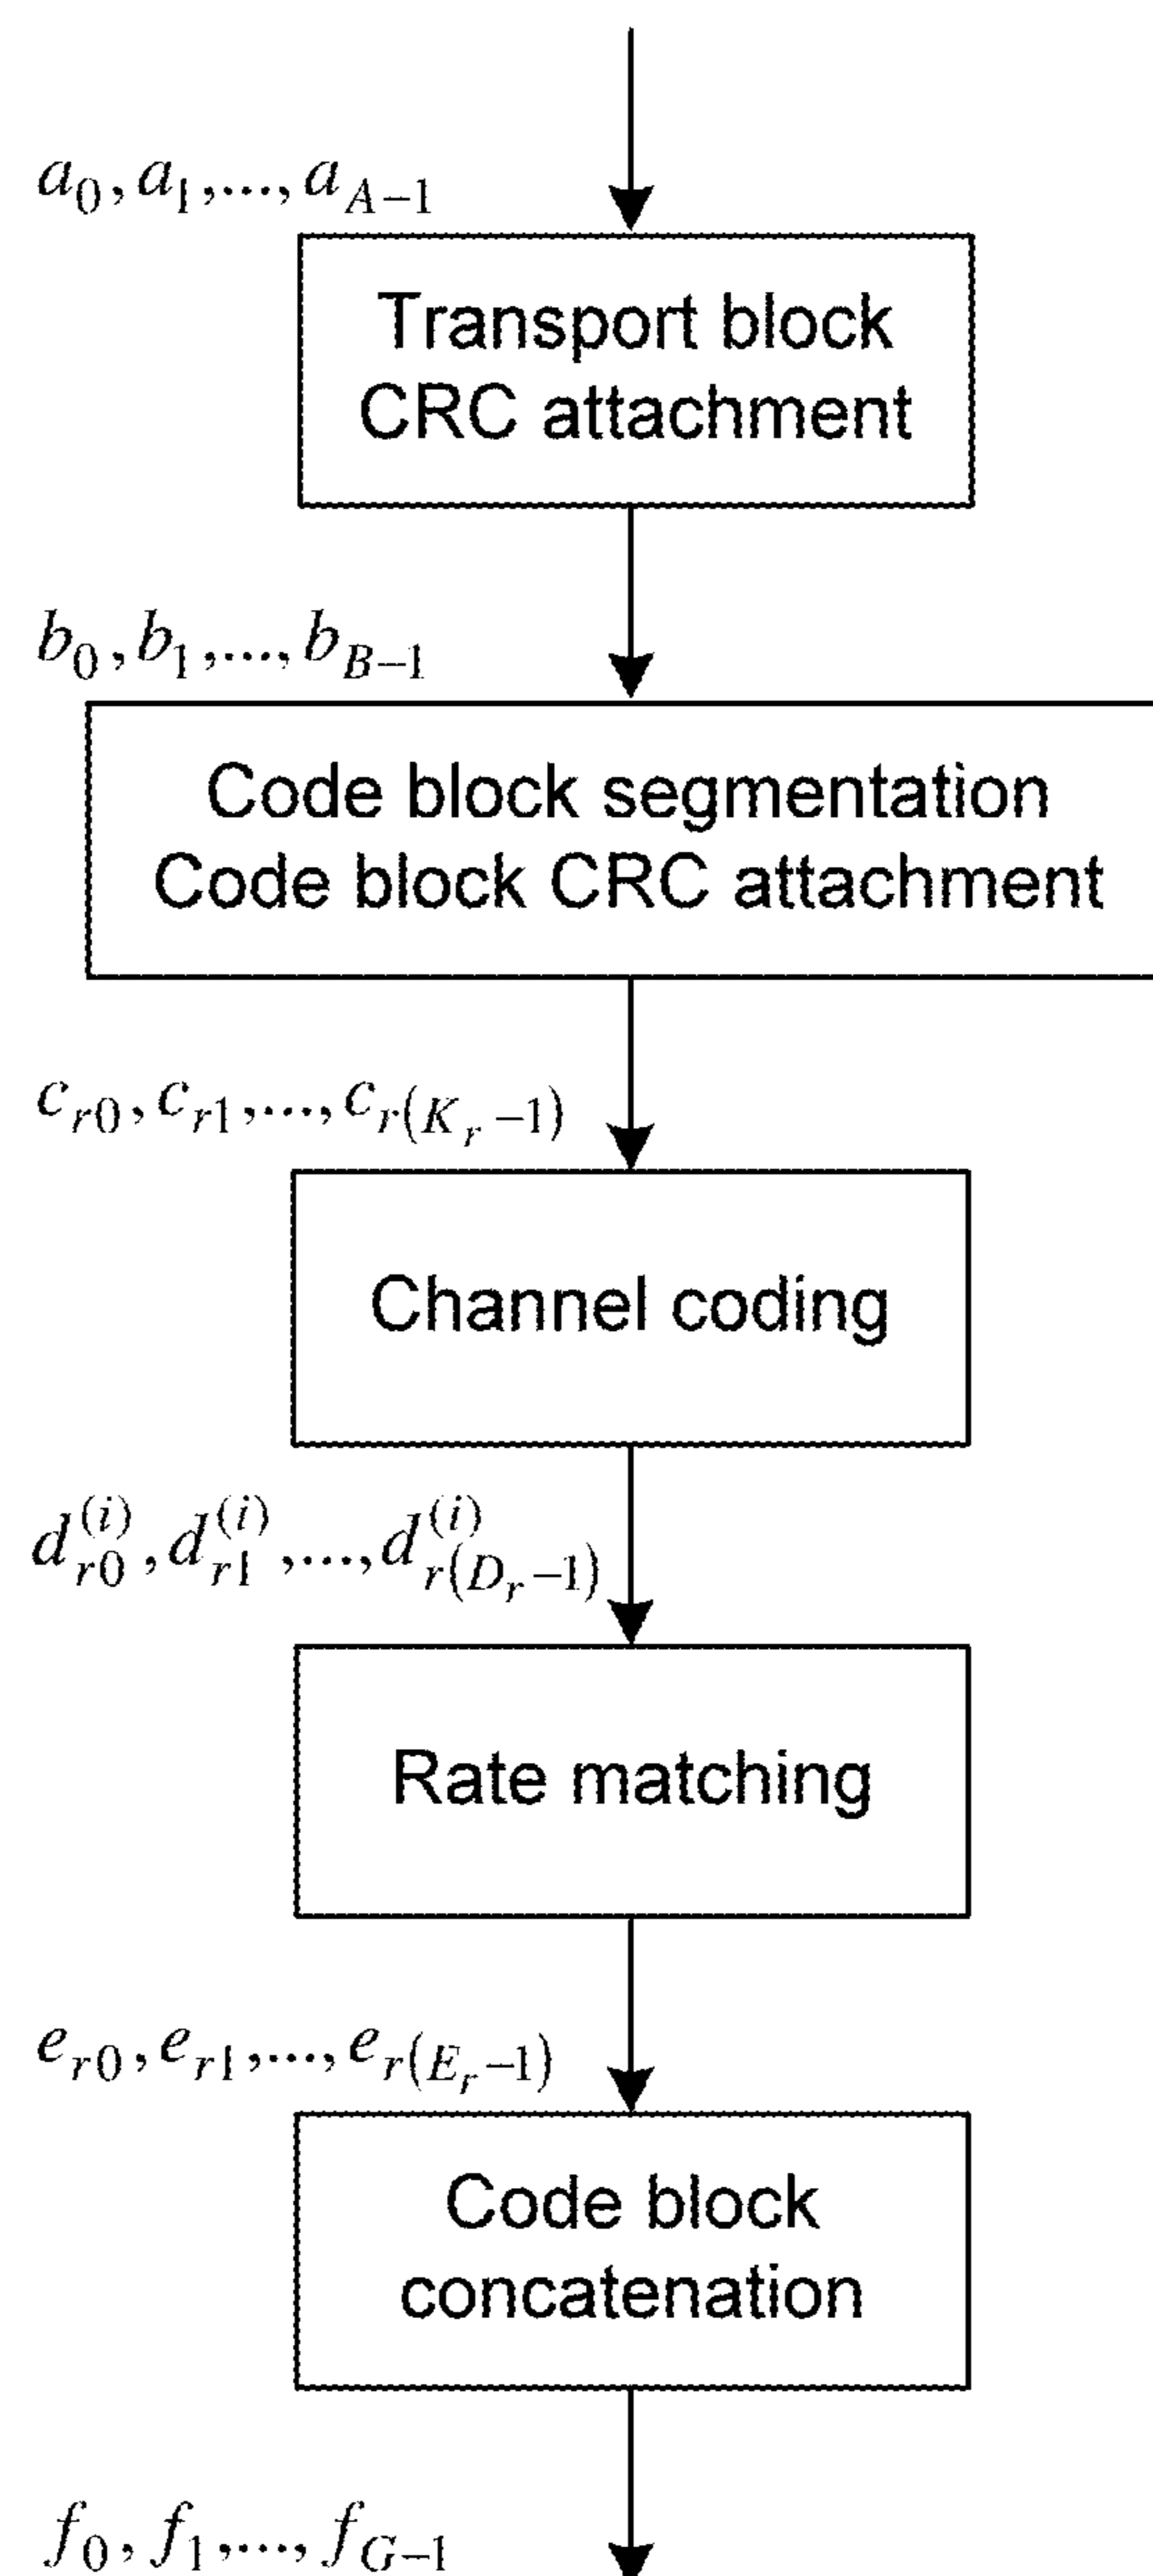 a_0, a_1,..., a_{A-1}
Transport block
CRC attachment
b_0, b_1,..., b_{B-1}
Code block segmentation
Code block CRC attachment
c_{r0}, c_{r1},..., c_{r(K_r-1)}
Channel coding
d_{r0}^{(i)}, d_{r1}^{(i)},..., d_{r(D_r-1)}^{(i)}
Rate matching
e_{r0}, e_{r1},..., e_{r(E_r-1)}
Code block
concatenation
f_0, f_1,..., f_{G-1}